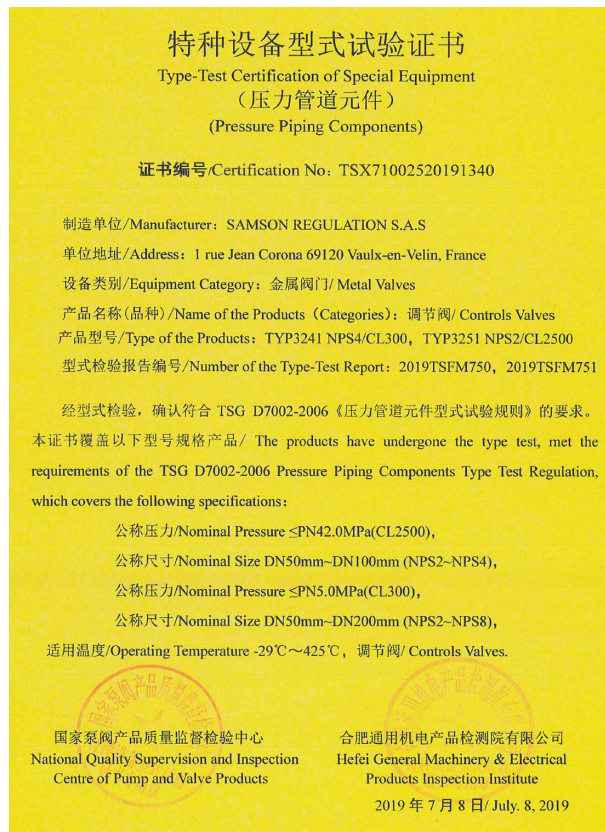 特种设备型式试验证书
Type-Test Certification of Special Equipment
（压力管道元件）
(Pressure Piping Components)
证书编号/Certification No：TSX71002520191340
制造单位/Manufacturer：SAMSON REGULATION S.A.S
单位地址/Address：1 rue Jean Corona 69120 Vaulx-en-Velin, France
设备类别/Equipment Category：金属阀门/ Metal Valves
产品名称(品种)/Name of the Products（Categories）：调节阀/ Controls Valves
产品型号/Type of the Products：TYP3241 NPS4/CL300，TYP3251 NPS2/CL2500
型式检验报告编号/Number of the Type-Test Report：2019TSFM750，2019TSFM751
经型式检验，确认符合 TSG D7002-2006《压力管道元件型式试验规则》的要求。
本证书覆盖以下型号规格产品/ The products have undergone the type test, met the
requirements of the TSG D7002-2006 Pressure Piping Components Type Test Regulation,
which covers the following specifications：
公称压力/Nominal Pressure ≤PN42.0MPa(CL2500),
公称尺寸/Nominal Size DN50mm~DN100mm (NPS2~NPS4),
公称压力/Nominal Pressure ≤PN5.0MPa(CL300),
公称尺寸/Nominal Size DN50mm~DN200mm (NPS2~NPS8),
适用温度/Operating Temperature -29℃～425℃，调节阀/ Controls Valves.
国家泵阀产品质量监督检验中心
National Quality Supervision and Inspection
Centre of Pump and Valve Products
合肥通用机电产品检测院有限公司
Hefei General Machinery & Electrical
Products Inspection Institute
2019 年 7 月 8 日/ July. 8, 2019